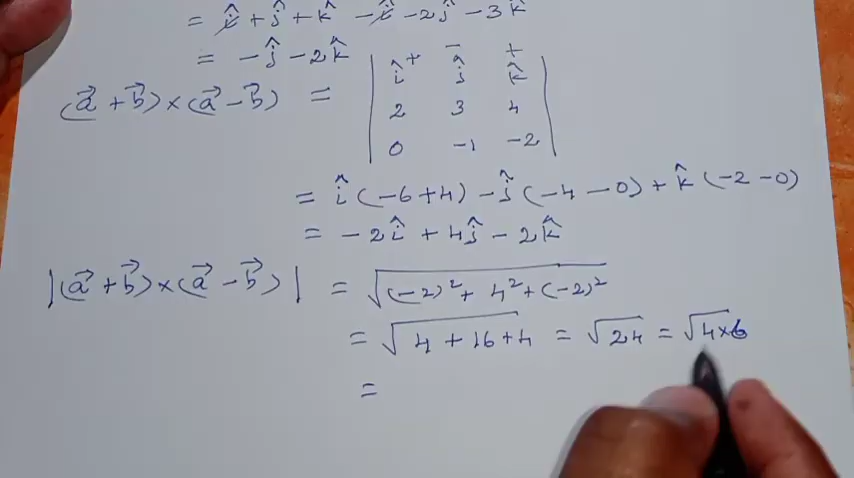 = î + ĵ + k̂ - î - 2ĵ - 3k̂
= -ĵ - 2k̂
(a⃗ + b⃗) × (a⃗ - b⃗) = | î⁺ ĵ⁻ k̂⁺ |
| 2 3 4 |
| 0 -1 -2 |
= î (-6+4) - ĵ (-4-0) + k̂ (-2-0)
= -2î + 4ĵ - 2k̂
|(a⃗ + b⃗) × (a⃗ - b⃗)| = √((-2)² + 4² + (-2)²)
= √(4 + 16 + 4) = √24 = √(4×6)
=